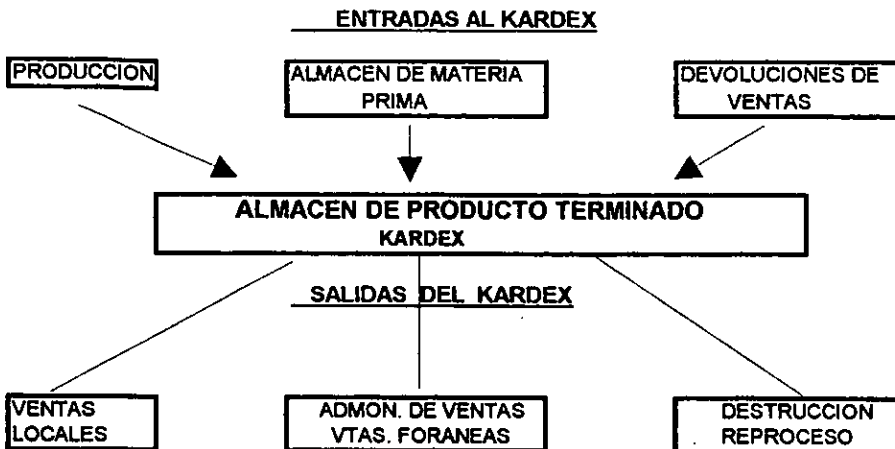 ENTRADAS AL KARDEX
PRODUCCION
ALMACEN DE MATERIA
PRIMA
DEVOLUCIONES DE
VENTAS
ALMACEN DE PRODUCTO TERMINADO
KARDEX
SALIDAS DEL KARDEX
VENTAS
LOCALES
ADMON. DE VENTAS
VTAS. FORANEAS
DESTRUCCION
REPROCESO